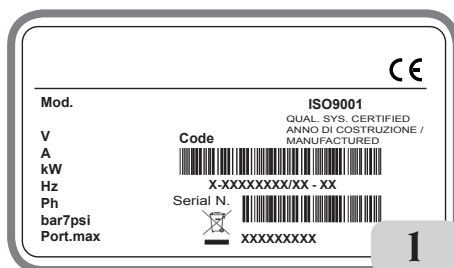 CE
Mod.
ISO9001
QUAL. SYS. CERTIFIED
ANNO DI COSTRUZIONE /
MANUFACTURED
V
A
kW
Hz
Ph
bar7psi
Port.max
Code
X-XXXXXXXX/XX - XX
Serial N.
XXXXXXXXX
1